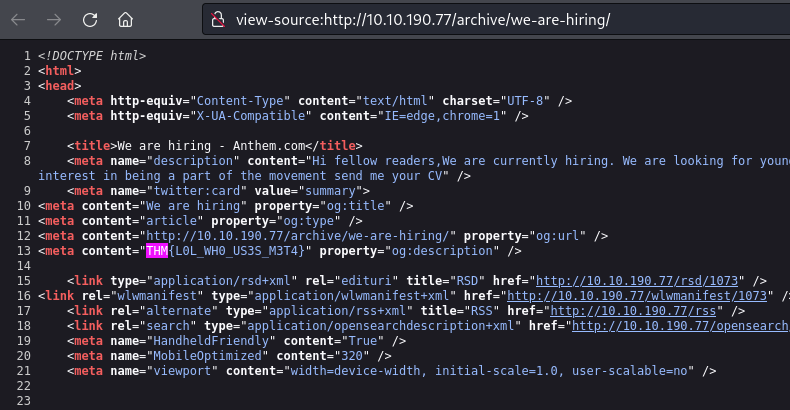 view-source:http://10.10.190.77/archive/we-are-hiring/
1 <!DOCTYPE html>
2 <html>
3 <head>
4 <meta http-equiv="Content-Type" content="text/html" charset="UTF-8" />
5 <meta http-equiv="X-UA-Compatible" content="IE=edge,chrome=1" />
6
7 <title>We are hiring - Anthem.com</title>
8 <meta name="description" content="Hi fellow readers,We are currently hiring. We are looking for young
interest in being a part of the movement send me your CV" />
9 <meta name="twitter:card" value="summary">
10 <meta content="We are hiring" property="og:title" />
11 <meta content="article" property="og:type" />
12 <meta content="http://10.10.190.77/archive/we-are-hiring/" property="og:url" />
13 <meta content="THM{L0L_WH0_US3S_M3T4}" property="og:description" />
14
15 <link type="application/rsd+xml" rel="edituri" title="RSD" href="http://10.10.190.77/rsd/1073" />
16 <link rel="wlwmanifest" type="application/wlwmanifest+xml" href="http://10.10.190.77/wlwmanifest/1073" />
17 <link rel="alternate" type="application/rss+xml" title="RSS" href="http://10.10.190.77/rss" />
18 <link rel="search" type="application/opensearchdescription+xml" href="http://10.10.190.77/opensearch/
19 <meta name="HandheldFriendly" content="True" />
20 <meta name="MobileOptimized" content="320" />
21 <meta name="viewport" content="width=device-width, initial-scale=1.0, user-scalable=no" />
22
23